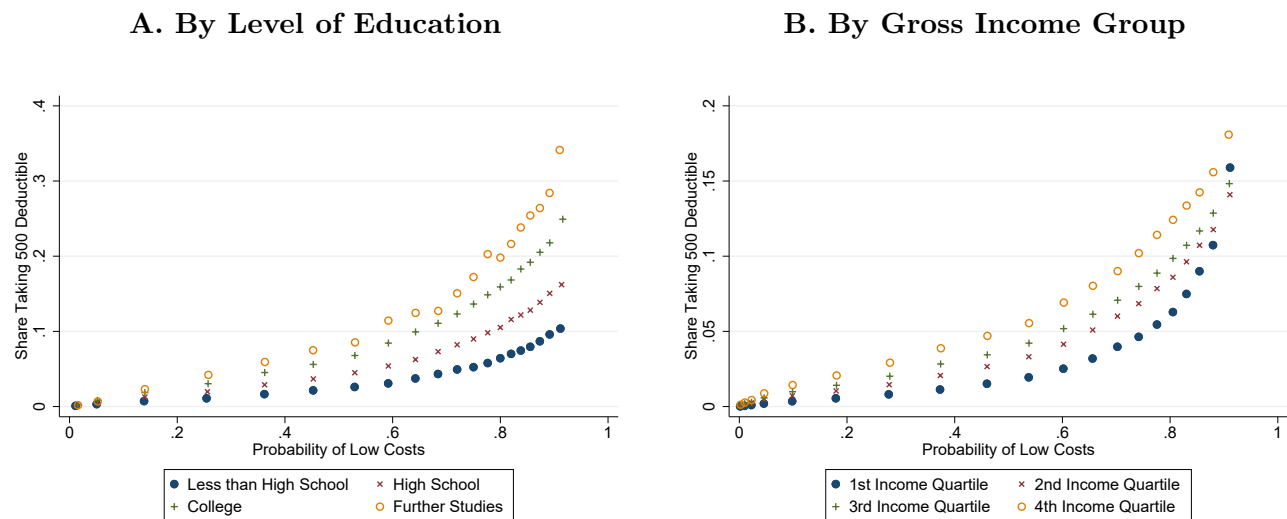 A. By Level of Education
.4
.3
.2
.1
0
Share Taking 500 Deductible
0 .2 .4 .6 .8 1
Probability of Low Costs
Less than High School High School
College Further Studies
B. By Gross Income Group
.2
.15
.1
.05
0
Share Taking 500 Deductible
0 .2 .4 .6 .8 1
Probability of Low Costs
1st Income Quartile 2nd Income Quartile
3rd Income Quartile 4th Income Quartile